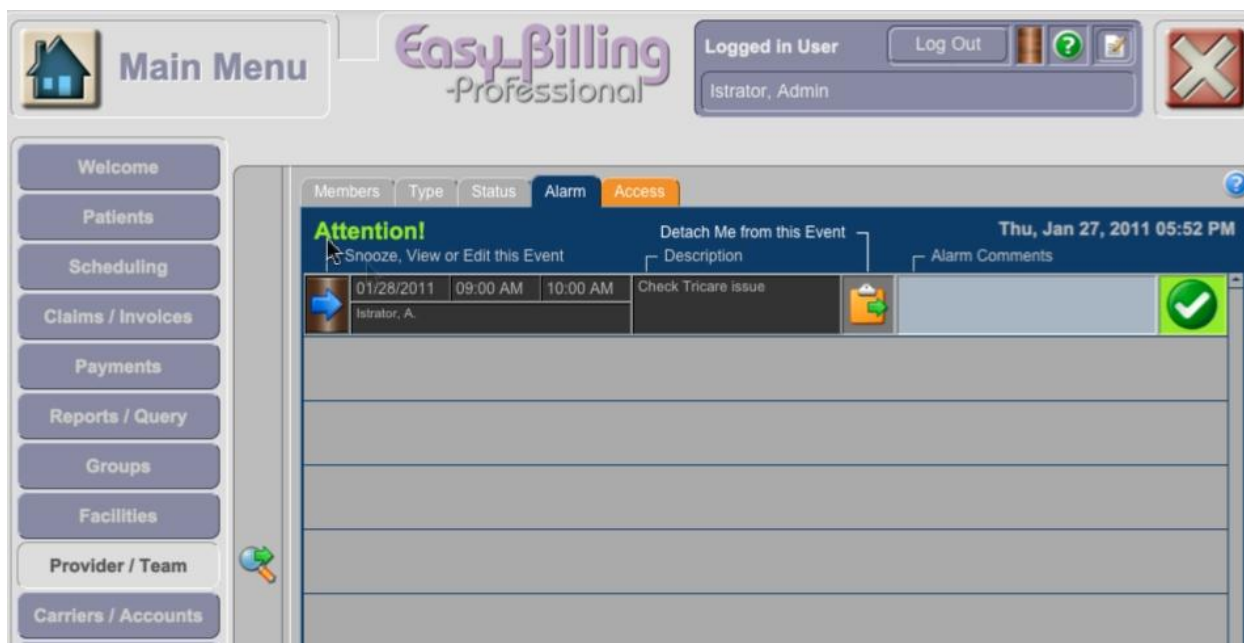 Main Menu
Easy Billing
-Professional
Logged in User
Log Out
Istrator, Admin
Welcome
Patients
Scheduling
Claims / Invoices
Payments
Reports / Query
Groups
Facilities
Provider / Team
Carriers / Accounts
Members
Type
Status
Alarm
Access
Attention!
Detach Me from this Event
Thu, Jan 27, 2011 05:52 PM
Snooze, View or Edit this Event
Description
Alarm Comments
01/28/2011
09:00 AM
10:00 AM
Check Tricare issue
Istrator, A.